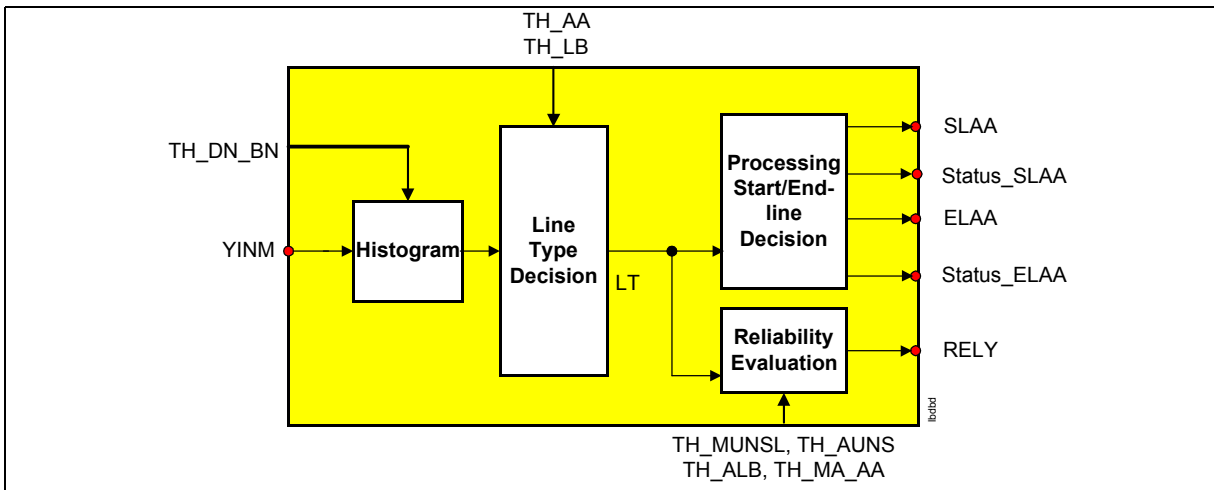 TH_AA
TH_LB
TH_DN_BN
YINM
Histogram
Line
Type
Decision
LT
Processing
Start/End-
line
Decision
Reliability
Evaluation
SLAA
Status_SLAA
ELAA
Status_ELAA
RELY
lbdbd
TH_MUNSL, TH_AUNS
TH_ALB, TH_MA_AA